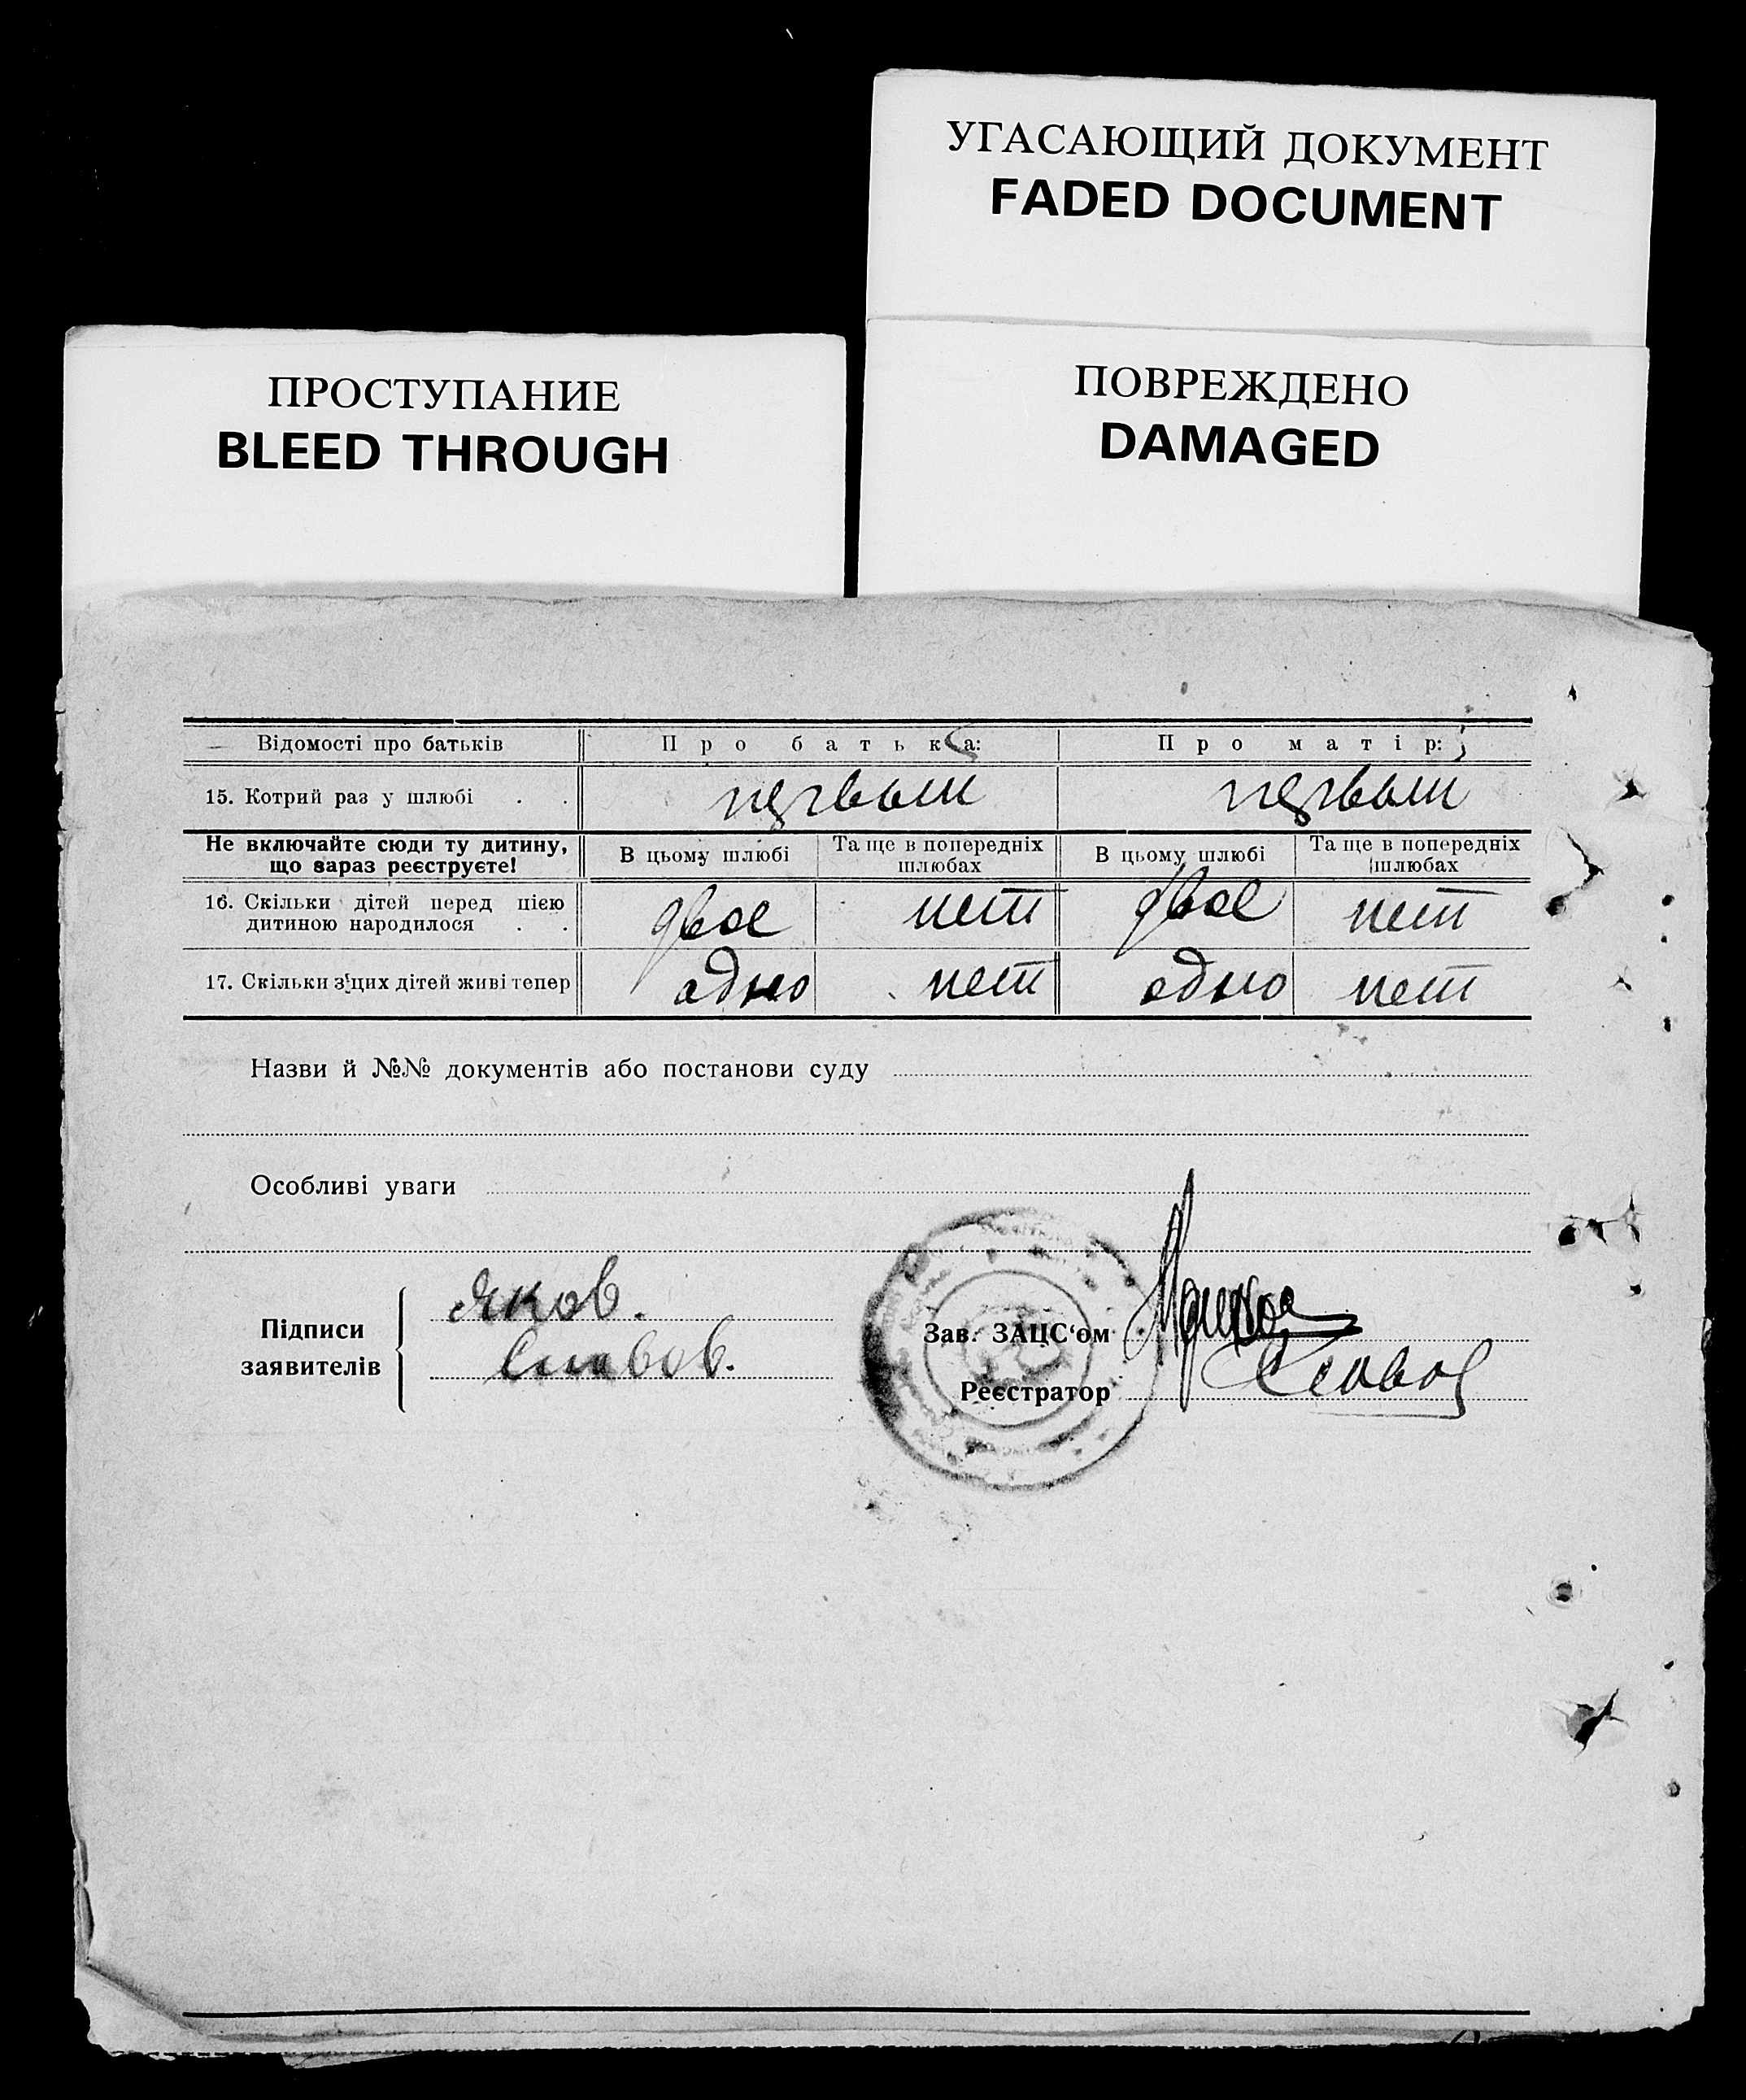 УГАСАЮЩИЙ ДОКУМЕНТ
FADED DOCUMENT
ПРОСТУПАНИЕ
BLEED THROUGH
ПОВРЕЖДЕНО
DAMAGED
Відомості про батьків Про батька: Про матір:
15. Котрий раз у шлюбі . . первым первым
Не включайте сюди ту дитину, що зараз реєструєте! В цьому шлюбі Та ще в попередніх шлюбах В цьому шлюбі Та ще в попередніх шлюбах
16. Скільки дітей перед цією
дитиною народилося . . двое нет двое нет
17. Скільки з цих дітей живі тепер одно нет одно нет
Назви й №№ документів або постанови суду
Особливі уваги
Підписи заявителів
Яков.
Зав. ЗАЦС‘ом
Реєстратор